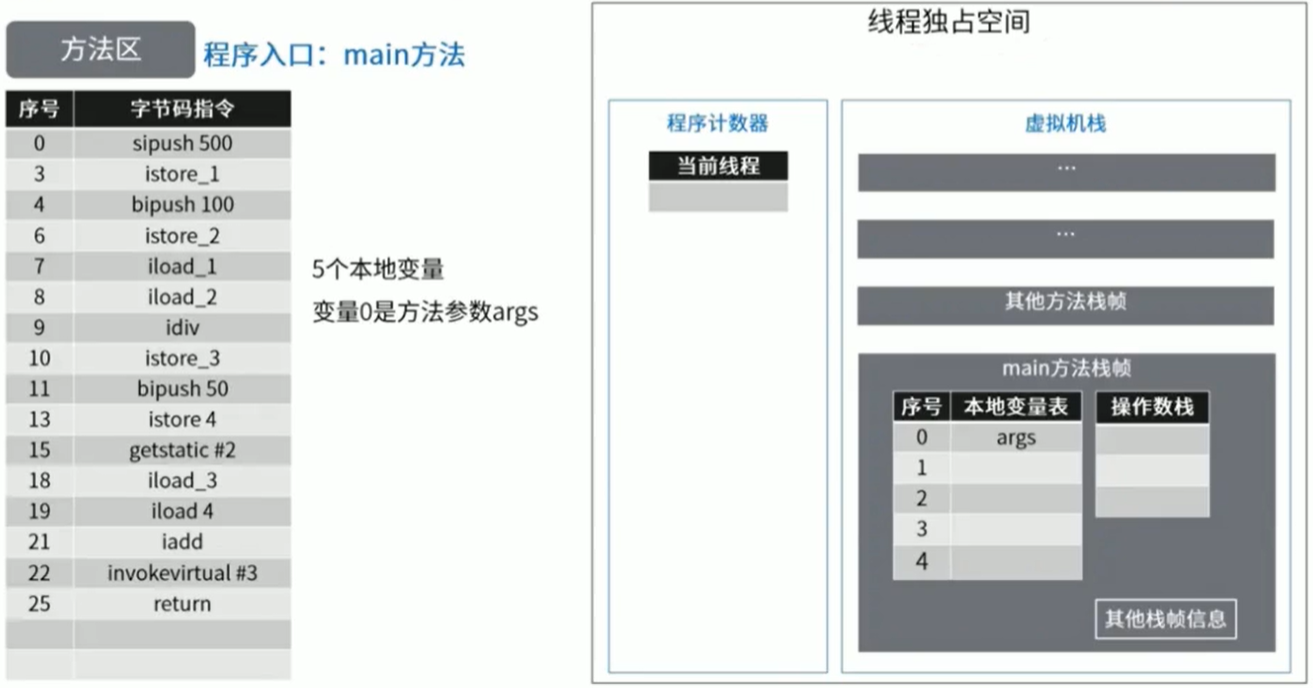 方法区
程序入口：main方法
序号 字节码指令
0 sipush 500
3 istore_1
4 bipush 100
6 istore_2
7 iload_1
8 iload_2
9 idiv
10 istore_3
11 bipush 50
13 istore 4
15 getstatic #2
18 iload_3
19 iload 4
21 iadd
22 invokevirtual #3
25 return
5个本地变量
变量0是方法参数args
线程独占空间
程序计数器
当前线程
虚拟机栈
...
...
其他方法栈帧
main方法栈帧
序号 本地变量表
0 args
1
2
3
4
操作数栈
其他栈帧信息